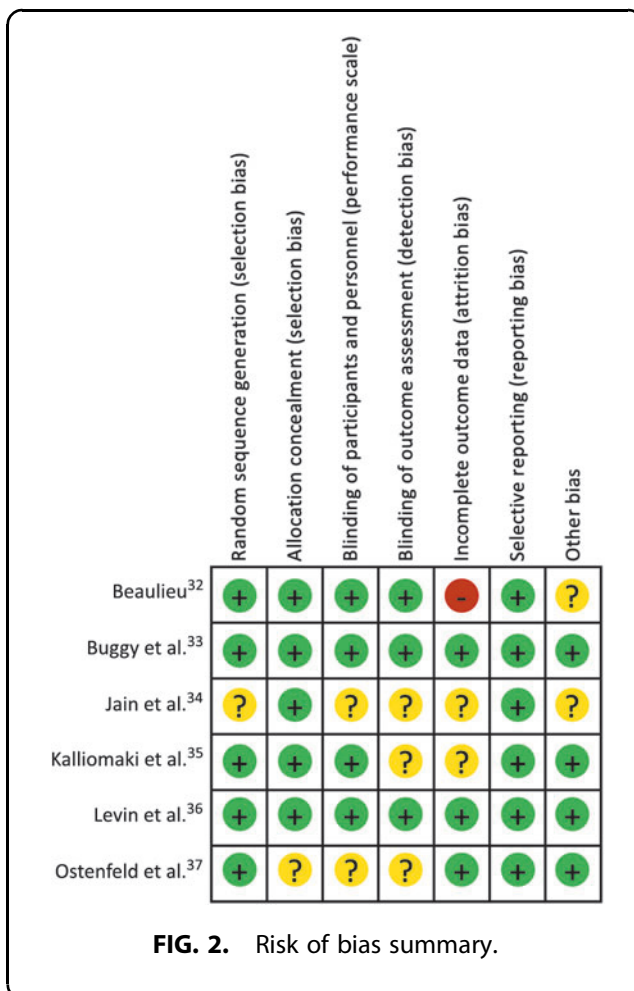 Random sequence generation (selection bias)
Allocation concealment (selection bias)
Blinding of participants and personnel (performance scale)
Blinding of outcome assessment (detection bias)
Incomplete outcome data (attrition bias)
Selective reporting (reporting bias)
Other bias
Beaulieu32 + + + + - + ?
Buggy et al.33 + + + + + + +
Jain et al.34 ? + ? ? ? + ?
Kalliomaki et al.35 + + + ? ? + +
Levin et al.36 + + + + + + +
Ostenfeld et al.37 + ? ? ? + + +
FIG. 2. Risk of bias summary.